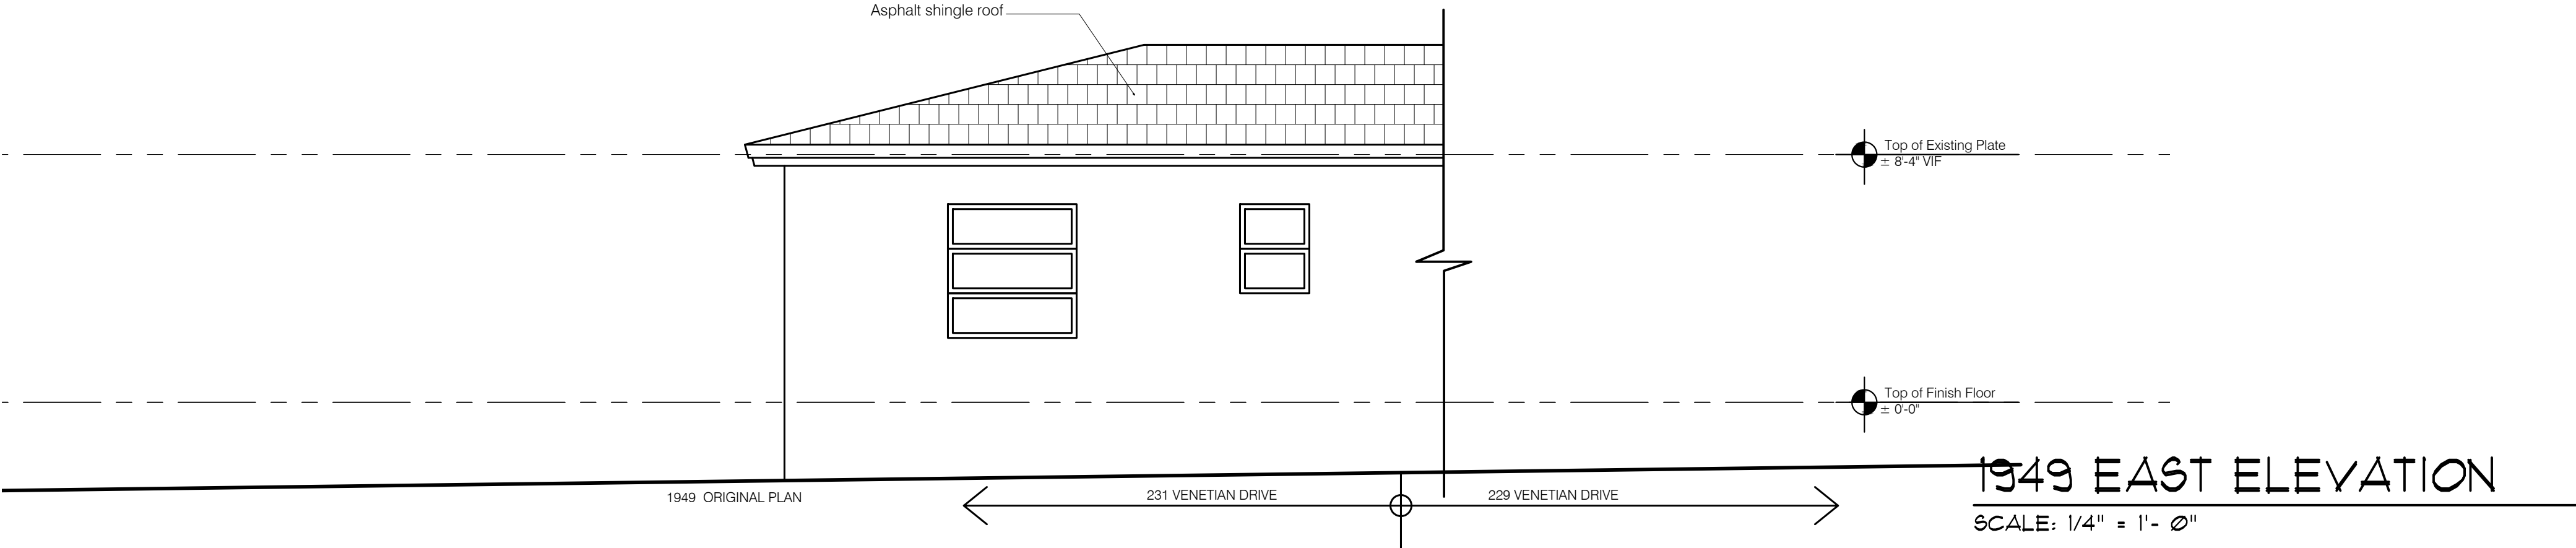 Asphalt shingle roof
Top of Existing Plate
± 8'-4" VIF
Top of Finish Floor
± 0'-0"
1949 ORIGINAL PLAN
231 VENETIAN DRIVE
229 VENETIAN DRIVE
1949 EAST ELEVATION
SCALE: 1/4" = 1'- 0"